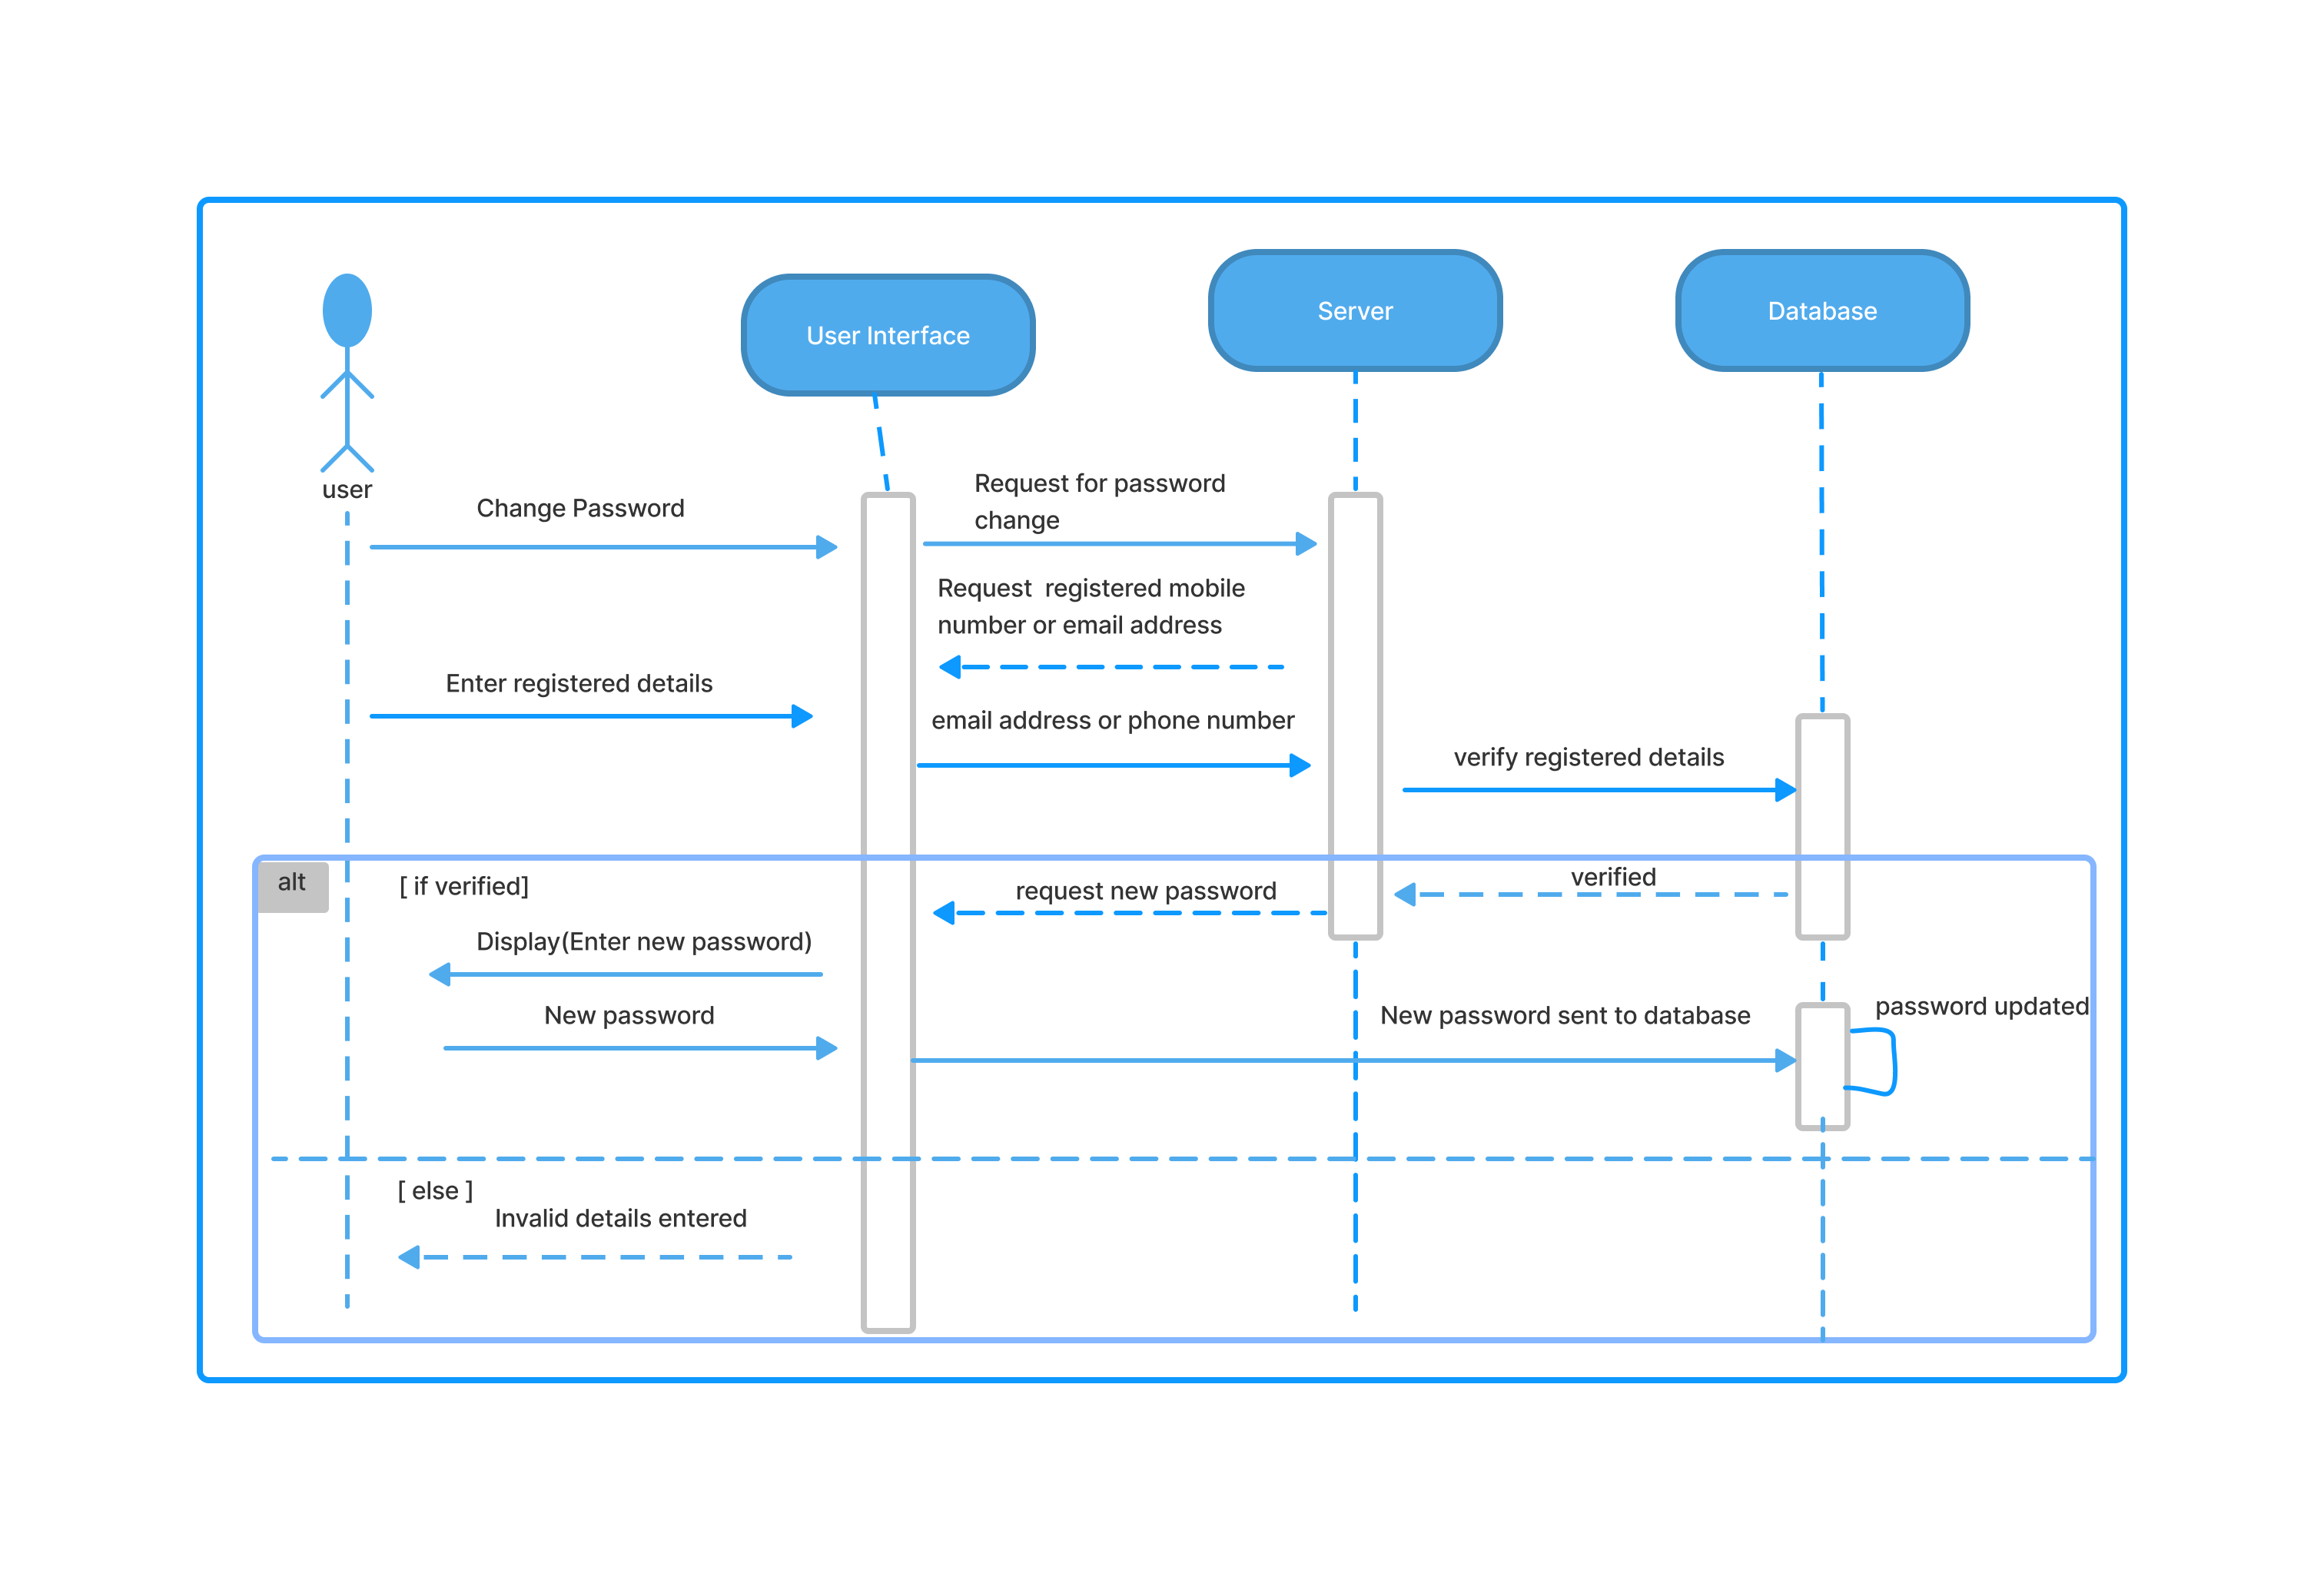 Server
Database
User Interface
user
Change Password
Request for password
change
Request  registered mobile
number or email address
Enter registered details
email address or phone number
verify registered details
alt
[ if verified]
request new password
verified
Display(Enter new password)
New password
New password sent to database
password updated
[ else ]
Invalid details entered